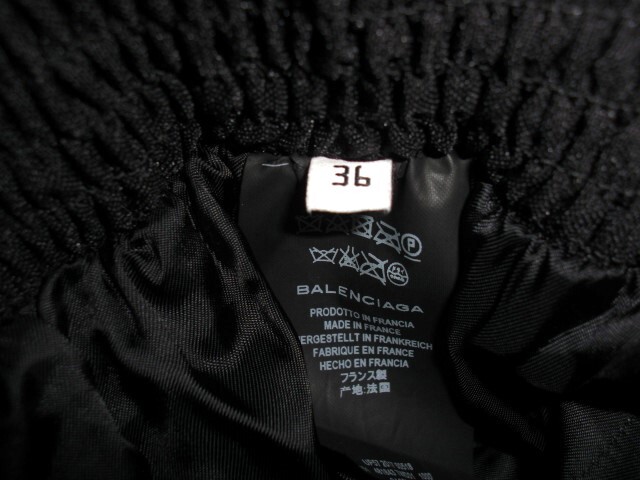 36
P
BALENCIAGA
PRODOTTO IN FRANCIA
MADE IN FRANCE
VERGESTELLT IN FRANKREICH
FABRIQUE EN FRANCE
HECHO EN FRANCIA
フランス製
产地:法国